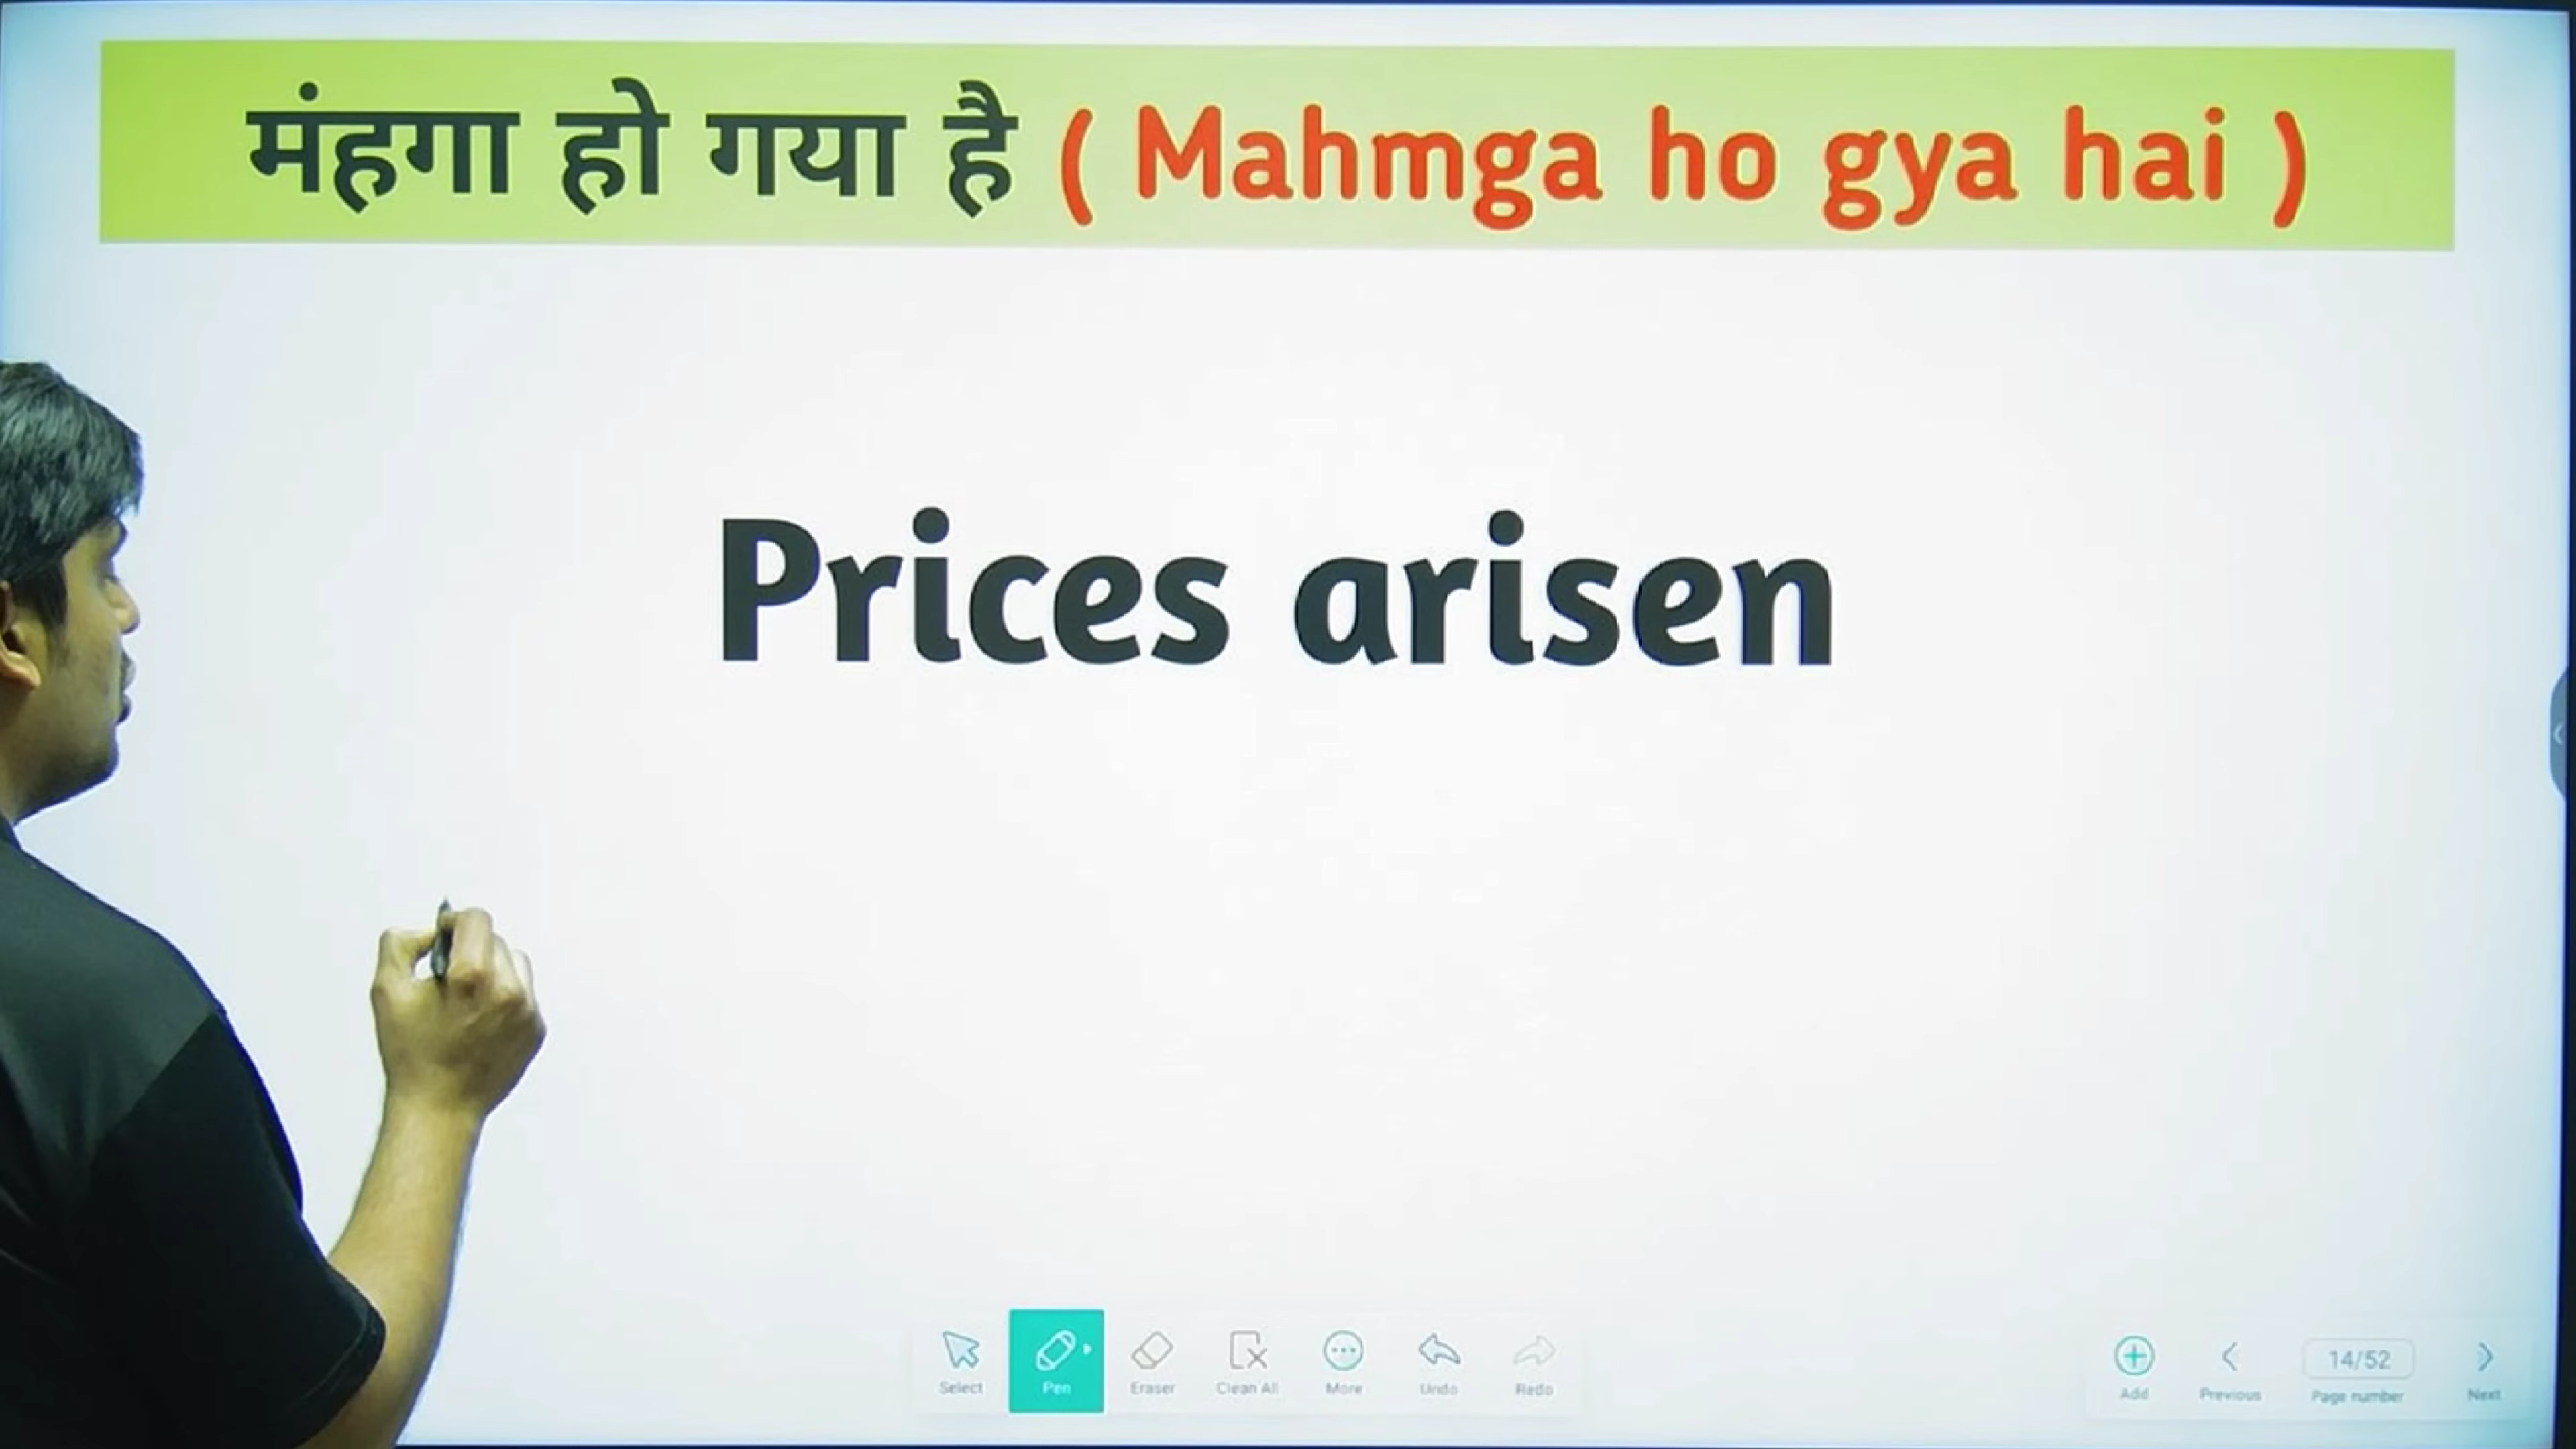 मंहगा हो गया है ( Mahmga ho gya hai )
Prices arisen
Select Pen Eraser Clean All More Undo Redo
Add Previous 14/52 Page number Next